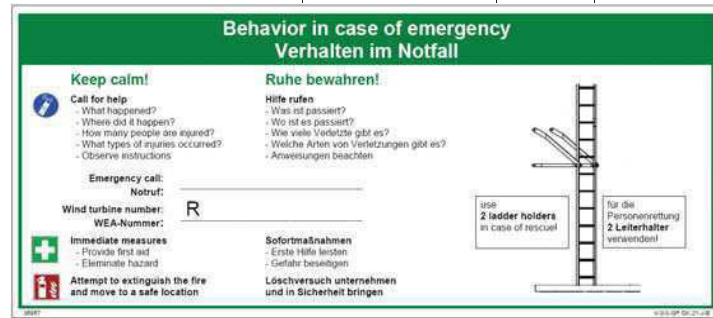 Behavior in case of emergency
Verhalten im Notfall
Keep calm!
Call for help
- What happened?
- Where did it happen?
- How many people are injured?
- What types of injuries occurred?
- Observe instructions
Ruhe bewahren!
Hilfe rufen
- Was ist passiert?
- Wo ist es passiert?
- Wie viele Verletzte gibt es?
- Welche Arten von Verletzungen gibt es?
- Anweisungen beachten
Emergency call:
Notruf:
Wind turbine number: R
WEA-Nummer:
Immediate measures
- Provide first aid
- Eleminate hazard
Sofortmaßnahmen
- Erste Hilfe leisten
- Gefahr beseitigen
Attempt to extinguish the fire
and move to a safe location
Löschversuch unternehmen
und in Sicherheit bringen
use
2 ladder holders
in case of rescue!
für die
Personenrettung
2 Leiterhalter
verwenden!